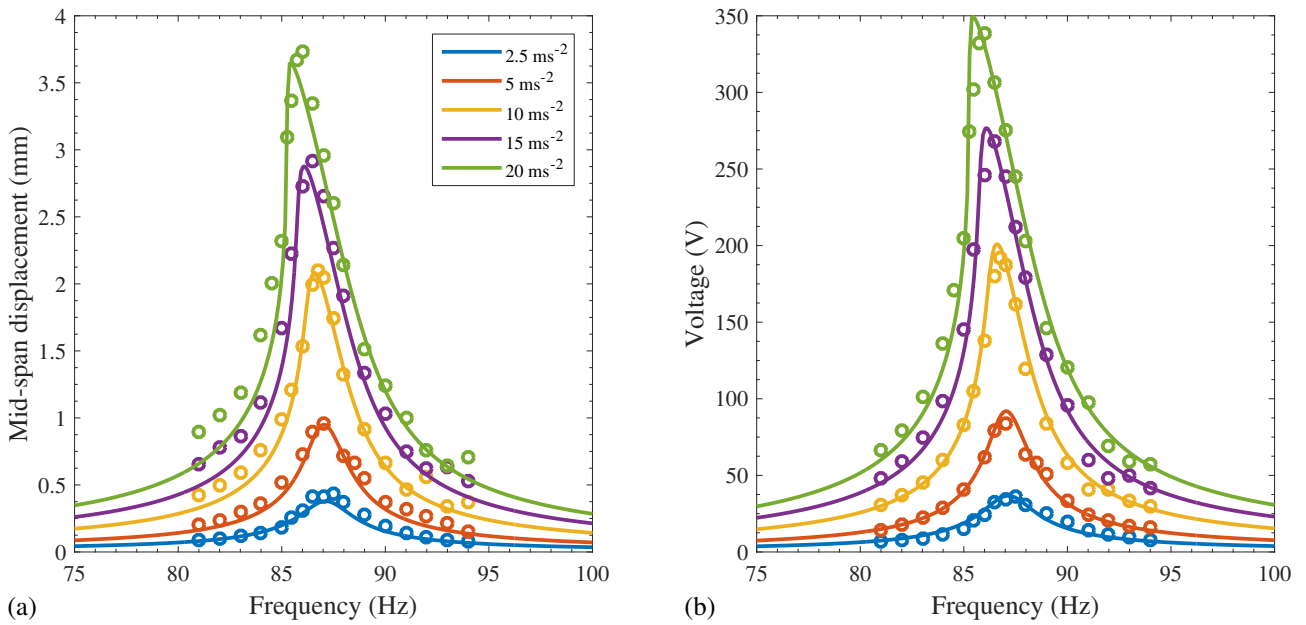 4
3.5
3
2.5
2
1.5
1
0.5
0
75 80 85 90 95 100
Mid-span displacement (mm)
Frequency (Hz)
(a)
2.5 ms-2
5 ms-2
10 ms-2
15 ms-2
20 ms-2
350
300
250
200
150
100
50
0
75 80 85 90 95 100
Voltage (V)
Frequency (Hz)
(b)